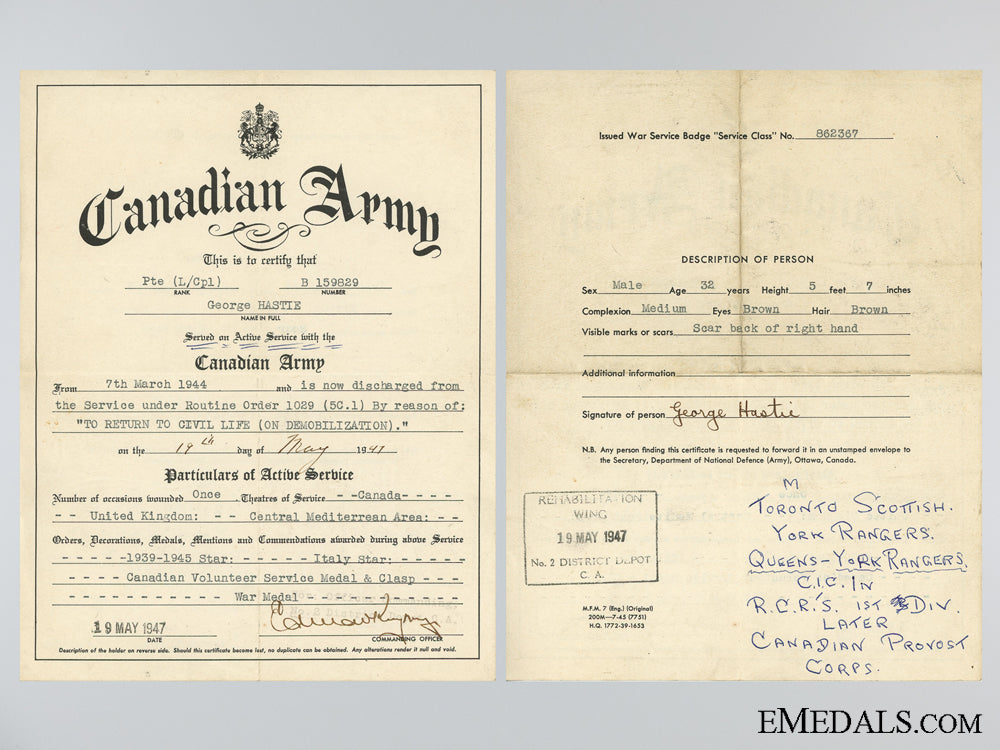 Canadian Army
This is to certify that
Pte (L/Cpl) B 159829
RANK NUMBER
George HASTIE
NAME IN FULL
Served on Active Service with the
Canadian Army
From 7th March 1944 and is now discharged from
the Service under Routine Order 1029 (5C.1) By reason of;
"TO RETURN TO CIVIL LIFE (ON DEMOBILIZATION)."
on the 19th day of May 1947
Particulars of Active Service
Number of occasions wounded Once . Theatres of Service - -Canada- - - -
- - United Kingdom: - - Central Mediterrean Area: - -
Orders, Decorations, Medals, Mentions and Commendations awarded during above Service
- - - - -1939-1945 Star: - - - - - Italy Star: - - - - -
- - - - Canadian Volunteer Service Medal & Clasp - - -
- - - - - - - - - - - War Medal - - - - - - - - - - -
19 MAY 1947
DATE COMMANDING OFFICER
Description of the holder on reverse side. Should this certificate become lost, no duplicate can be obtained. Any alterations render it null and void.
Issued War Service Badge "Service Class" No. 862367
DESCRIPTION OF PERSON
Sex Male Age 32 years Height 5 feet 7 inches
Complexion Medium Eyes Brown Hair Brown
Visible marks or scars Scar back of right hand
Additional information
Signature of person George Hastie
N.B. Any person finding this certificate is requested to forward it in an unstamped envelope to
the Secretary, Department of National Defence (Army), Ottawa, Canada.
REHABILITATION
WING
19 MAY 1947
No. 2 DISTRICT DEPOT
C. A.
M.F.M. 7 (Eng.) (Original)
200M—7-45 (7751)
H.Q. 1772-39-1653
M
TORONTO SCOTTISH.
YORK RANGERS.
QUEENS-YORK RANGERS.
C.I.C. IN
R.C.R'S. 1ST DIV.
LATER
CANADIAN PROVOST
CORPS.
EMEDALS.COM